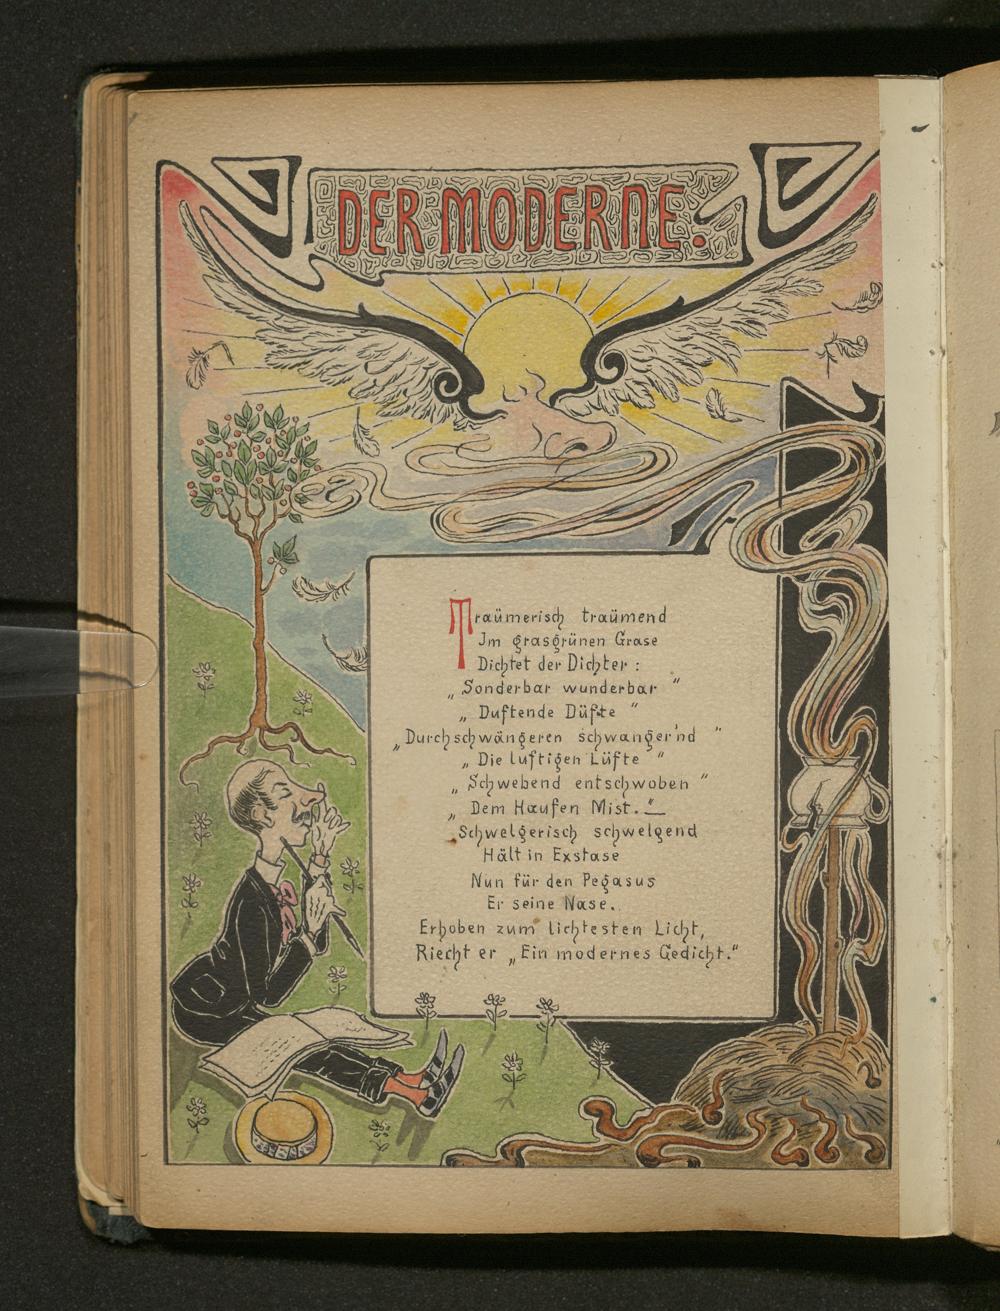 DER MODERNE.
Traümerisch traümend
Im grasgrünen Grase
Dichtet der Dichter:
„Sonderbar wunderbar"
„Duftende Düfte"
„Durchschwängeren schwanger'nd"
„Die luftigen Lüfte"
„Schwebend entschwoben"
„Dem Haufen Mist."
Schwelgerisch schwelgend
Hält in Exstase
Nun für den Pegasus
Er seine Nase.
Erhoben zum lichtesten Licht,
Riecht er „Ein modernes Gedicht."